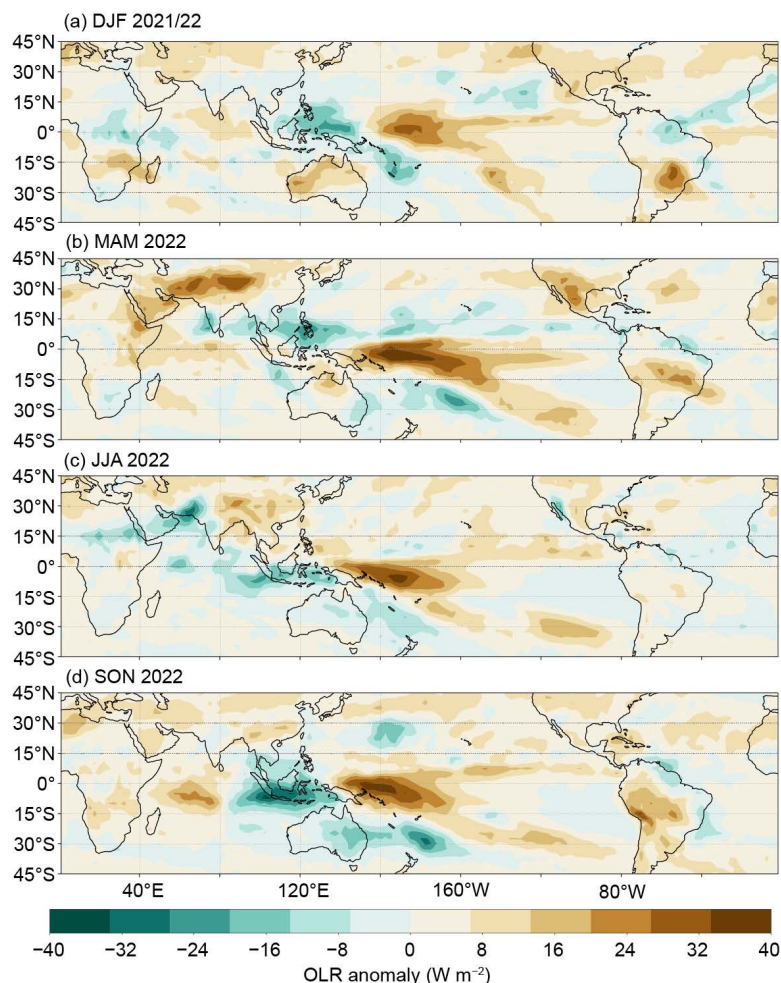 (a) DJF 2021/22
45°N
30°N
15°N
0°
15°S
30°S
45°S
(b) MAM 2022
45°N
30°N
15°N
0°
15°S
30°S
45°S
(c) JJA 2022
45°N
30°N
15°N
0°
15°S
30°S
45°S
(d) SON 2022
45°N
30°N
15°N
0°
15°S
30°S
45°S
40°E 120°E 160°W 80°W
−40 −32 −24 −16 −8 0 8 16 24 32 40
OLR anomaly (W m⁻²)